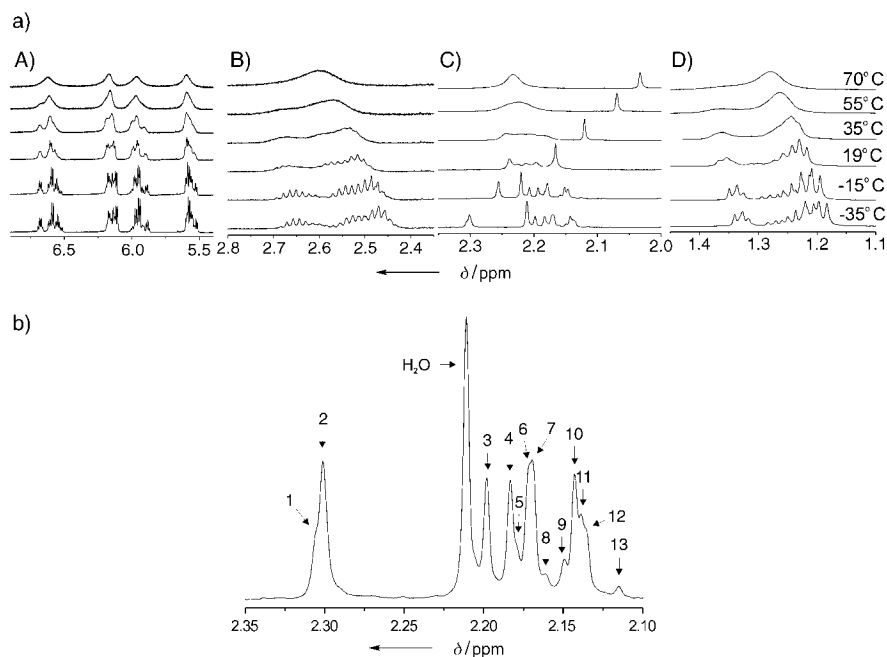 a)
A) B) C) D)
70°C
55°C
35°C
19°C
-15°C
-35°C
6.5 6.0 5.5 2.8 2.7 2.6 2.5 2.4 2.3 2.2 2.1 2.0 1.4 1.3 1.2 1.1
δ/ppm
b)
H₂O
1 2 3 4 5 6 7 8 9 10 11 12 13
2.35 2.30 2.25 2.20 2.15 2.10
δ/ppm